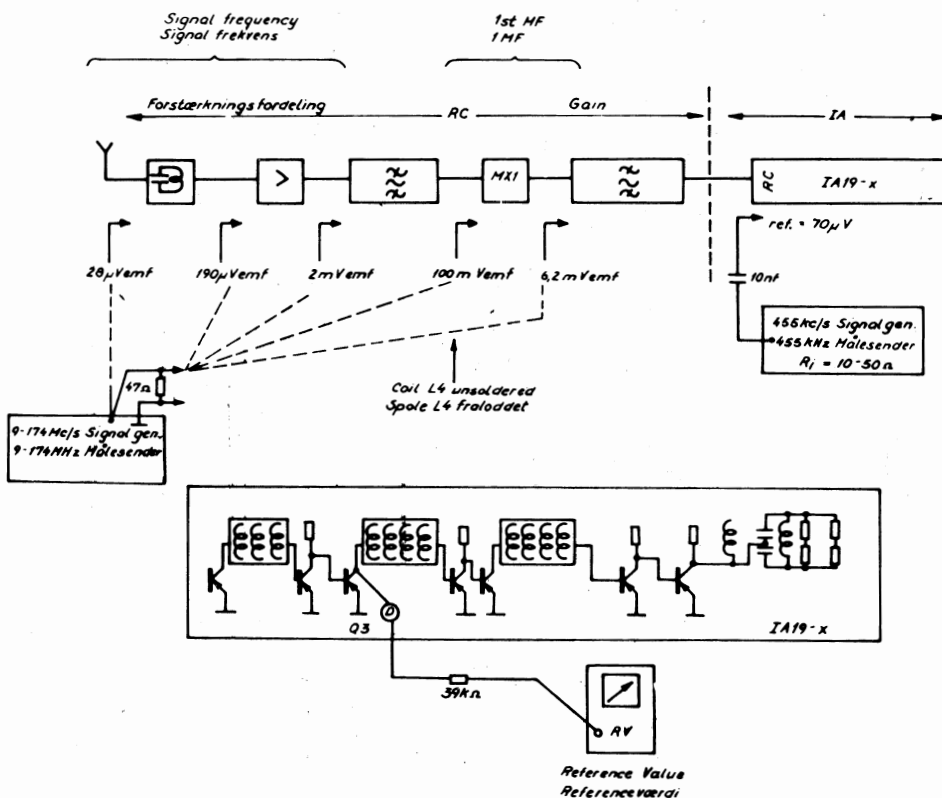 Signal frequency
Signal frekvens
1st MF
1 MF
Forstærkningsfordeling
RC
Gain
IA
>
MX1
RC
IA19-x
28µVemf
190µVemf
2mVemf
100mVemf
6,2mVemf
ref. = 70µV
10nf
47Ω
Coil L4 unsoldered
Spole L4 fraloddet
455kc/s Signal gen.
455kHz Målesender
Ri = 10-50Ω
9-174Mc/s Signal gen.
9-174MHz Målesender
Q3
IA19-x
39kΩ
RV
Reference Value
Referenceværdi